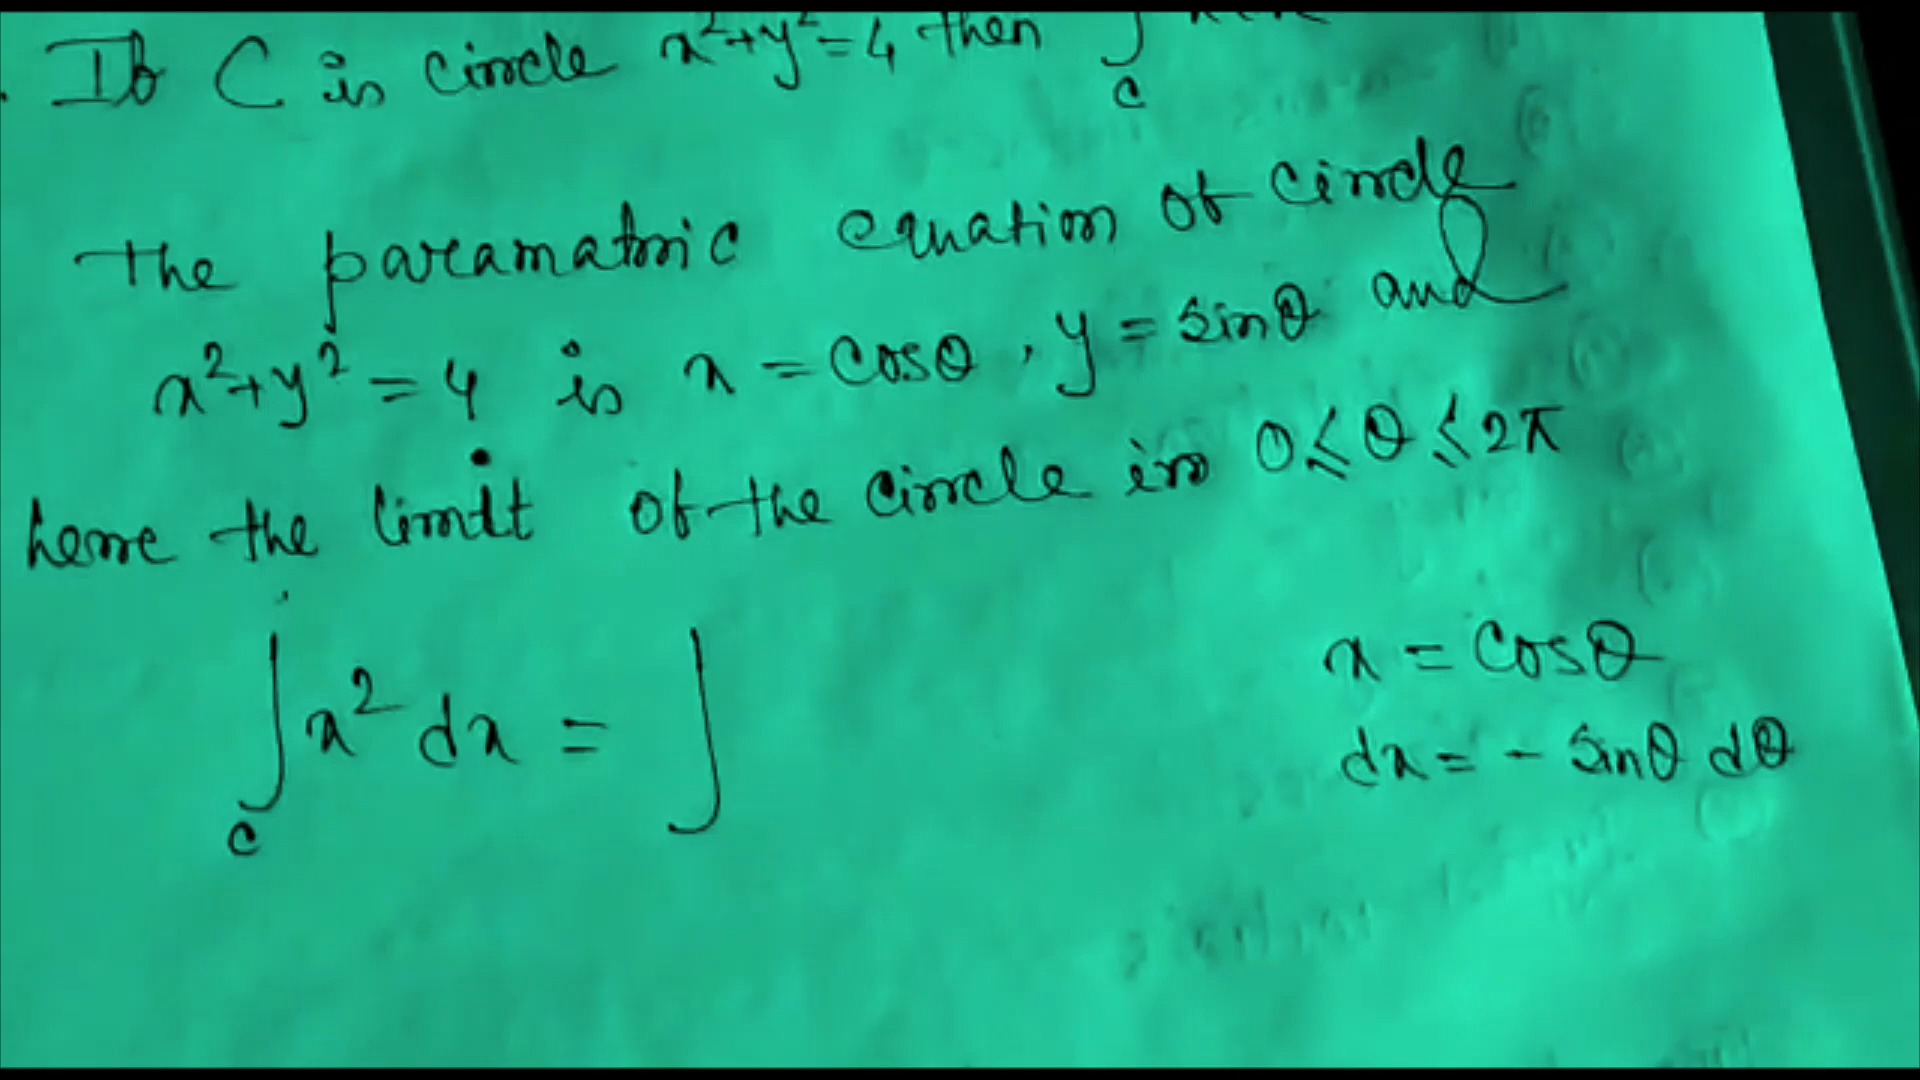 . If C is circle x²+y²=4 then ∫
C
The paramatric equation of circle
x²+y²=4 is x = cosθ , y = sinθ and
here the limit of the circle is 0≤θ≤2π
∫ x² dx = ∫
C
x = cosθ
dx = - sinθ dθ